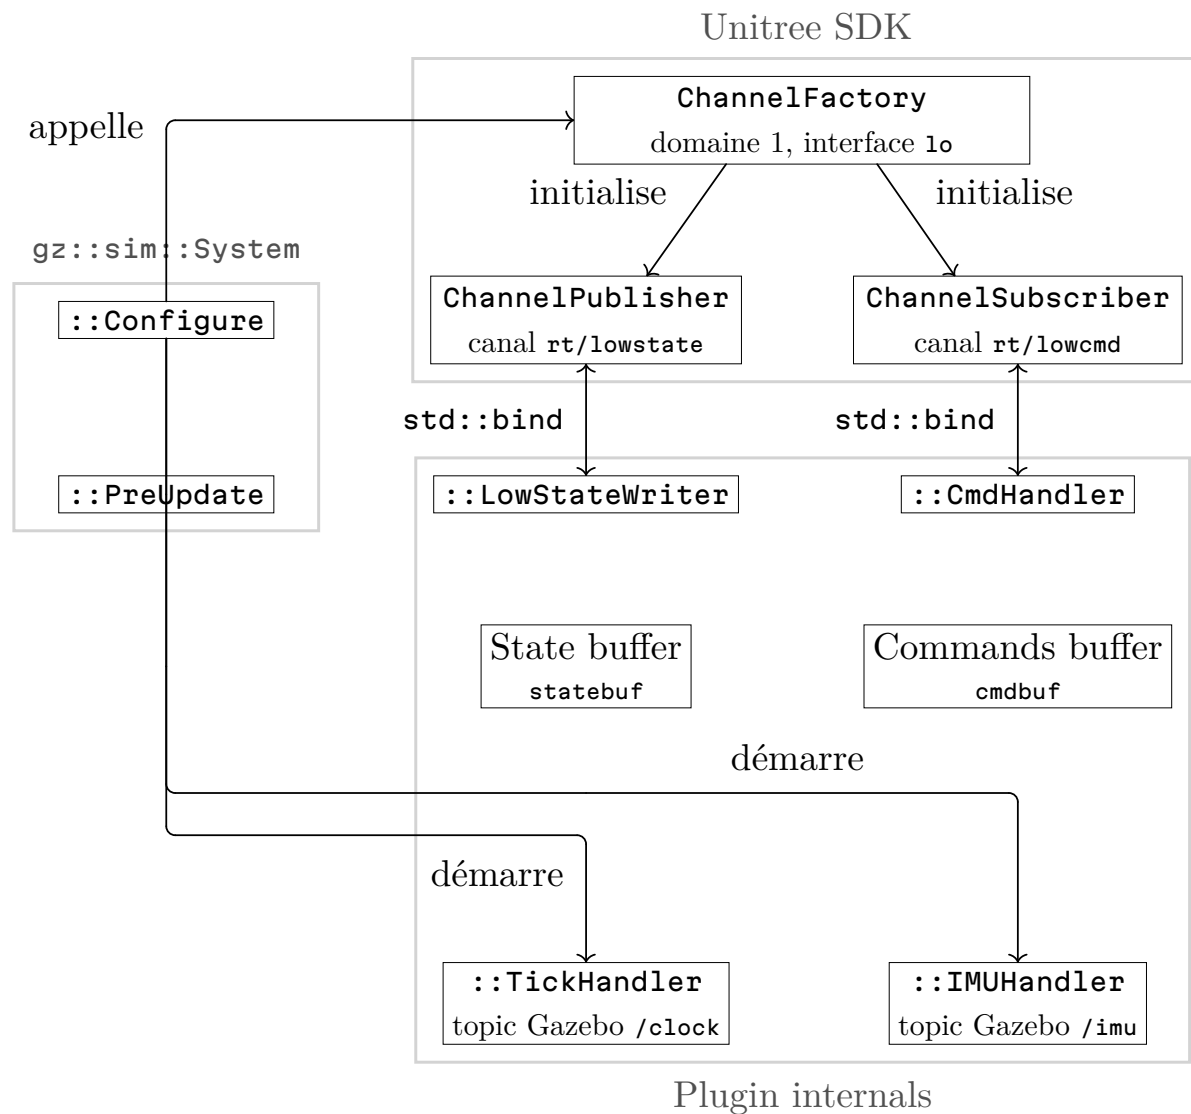 Unitree SDK
ChannelFactory
domaine 1, interface lo
appelle
initialise
initialise
gz::sim::System
::Configure
ChannelPublisher
canal rt/lowstate
ChannelSubscriber
canal rt/lowcmd
std::bind
std::bind
::PreUpdate
::LowStateWriter
::CmdHandler
State buffer
statebuf
Commands buffer
cmdbuf
démarre
démarre
::TickHandler
topic Gazebo /clock
::IMUHandler
topic Gazebo /imu
Plugin internals